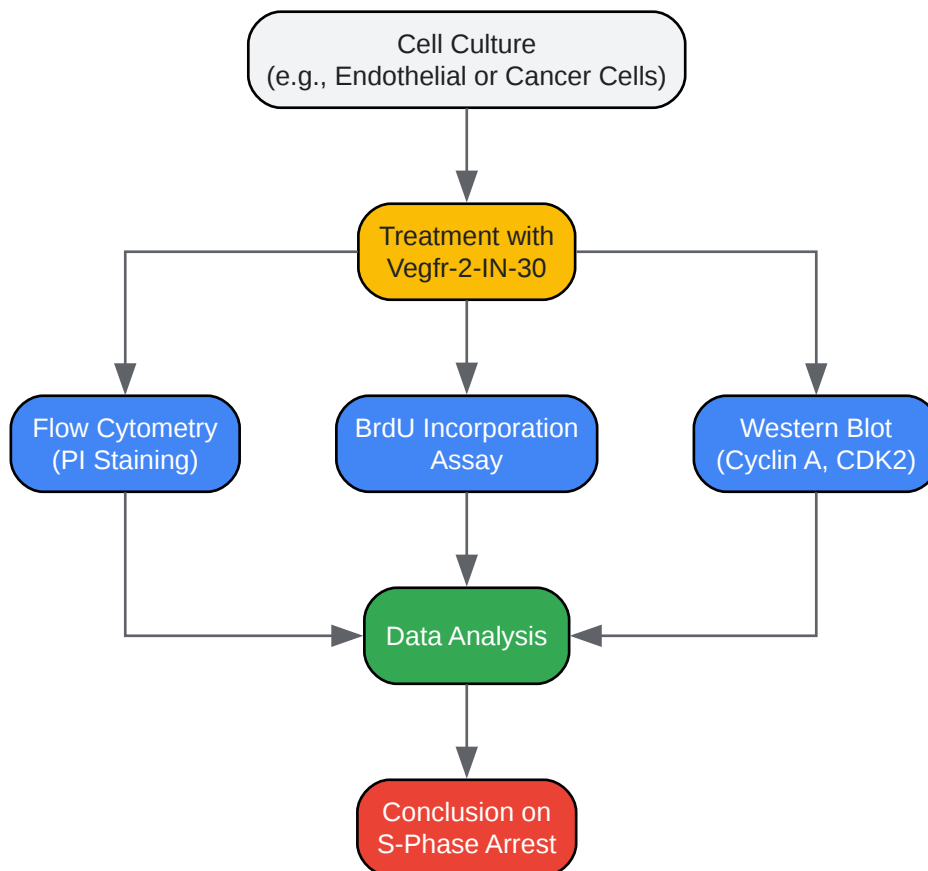 Cell Culture
(e.g., Endothelial or Cancer Cells)
Treatment with
Vegfr-2-IN-30
Flow Cytometry
(PI Staining)
BrdU Incorporation
Assay
Western Blot
(Cyclin A, CDK2)
Data Analysis
Conclusion on
S-Phase Arrest